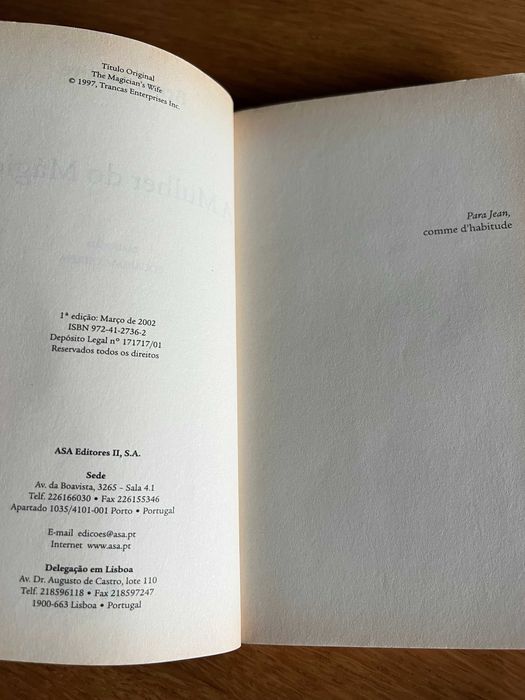 Título Original
The Magician's Wife
© 1997, Trancas Enterprises Inc.
1ª edição: Março de 2002
ISBN 972-41-2736-2
Depósito Legal nº 171717/01
Reservados todos os direitos
ASA Editores II, S.A.
Sede
Av. da Boavista, 3265 – Sala 4.1
Telf. 226166030 • Fax 226155346
Apartado 1035/4101-001 Porto • Portugal
E-mail edicoes@asa.pt
Internet www.asa.pt
Delegação em Lisboa
Av. Dr. Augusto de Castro, lote 110
Telf. 218596118 • Fax 218597247
1900-663 Lisboa • Portugal
Para Jean,
comme d'habitude